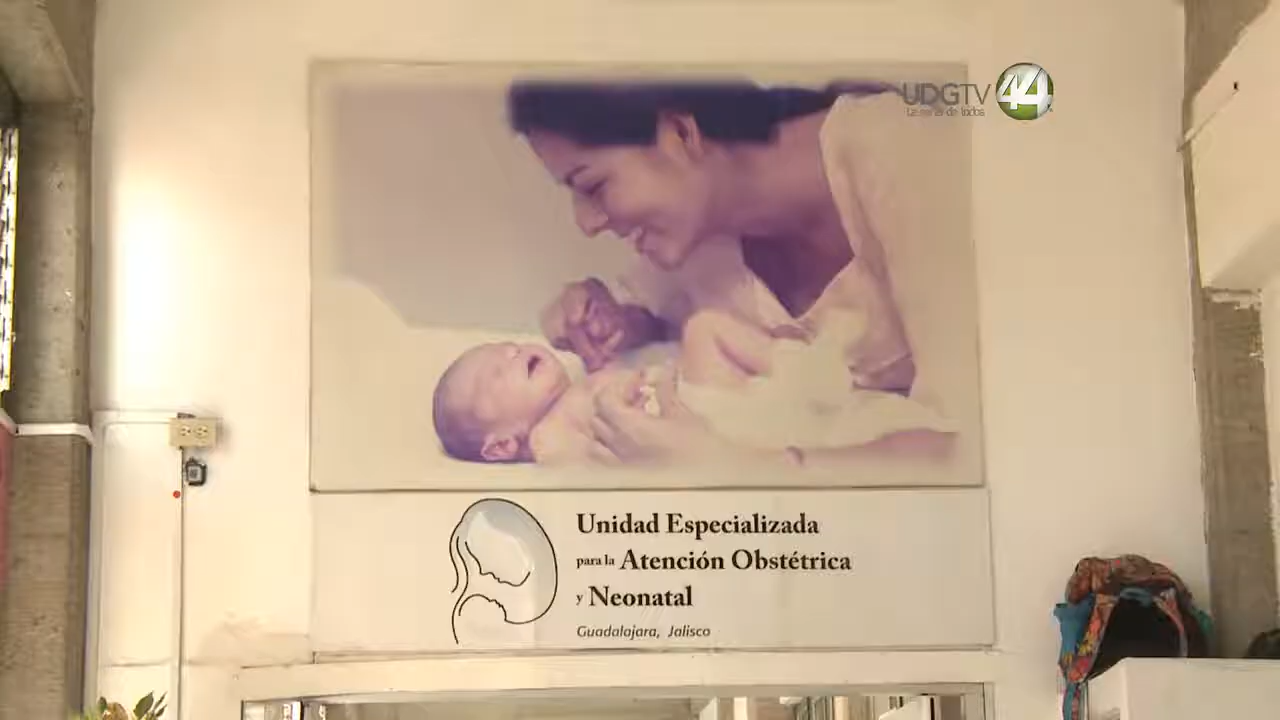 UDGTV 44
Unidad Especializada
para la Atención Obstétrica
y Neonatal
Guadalajara, Jalisco